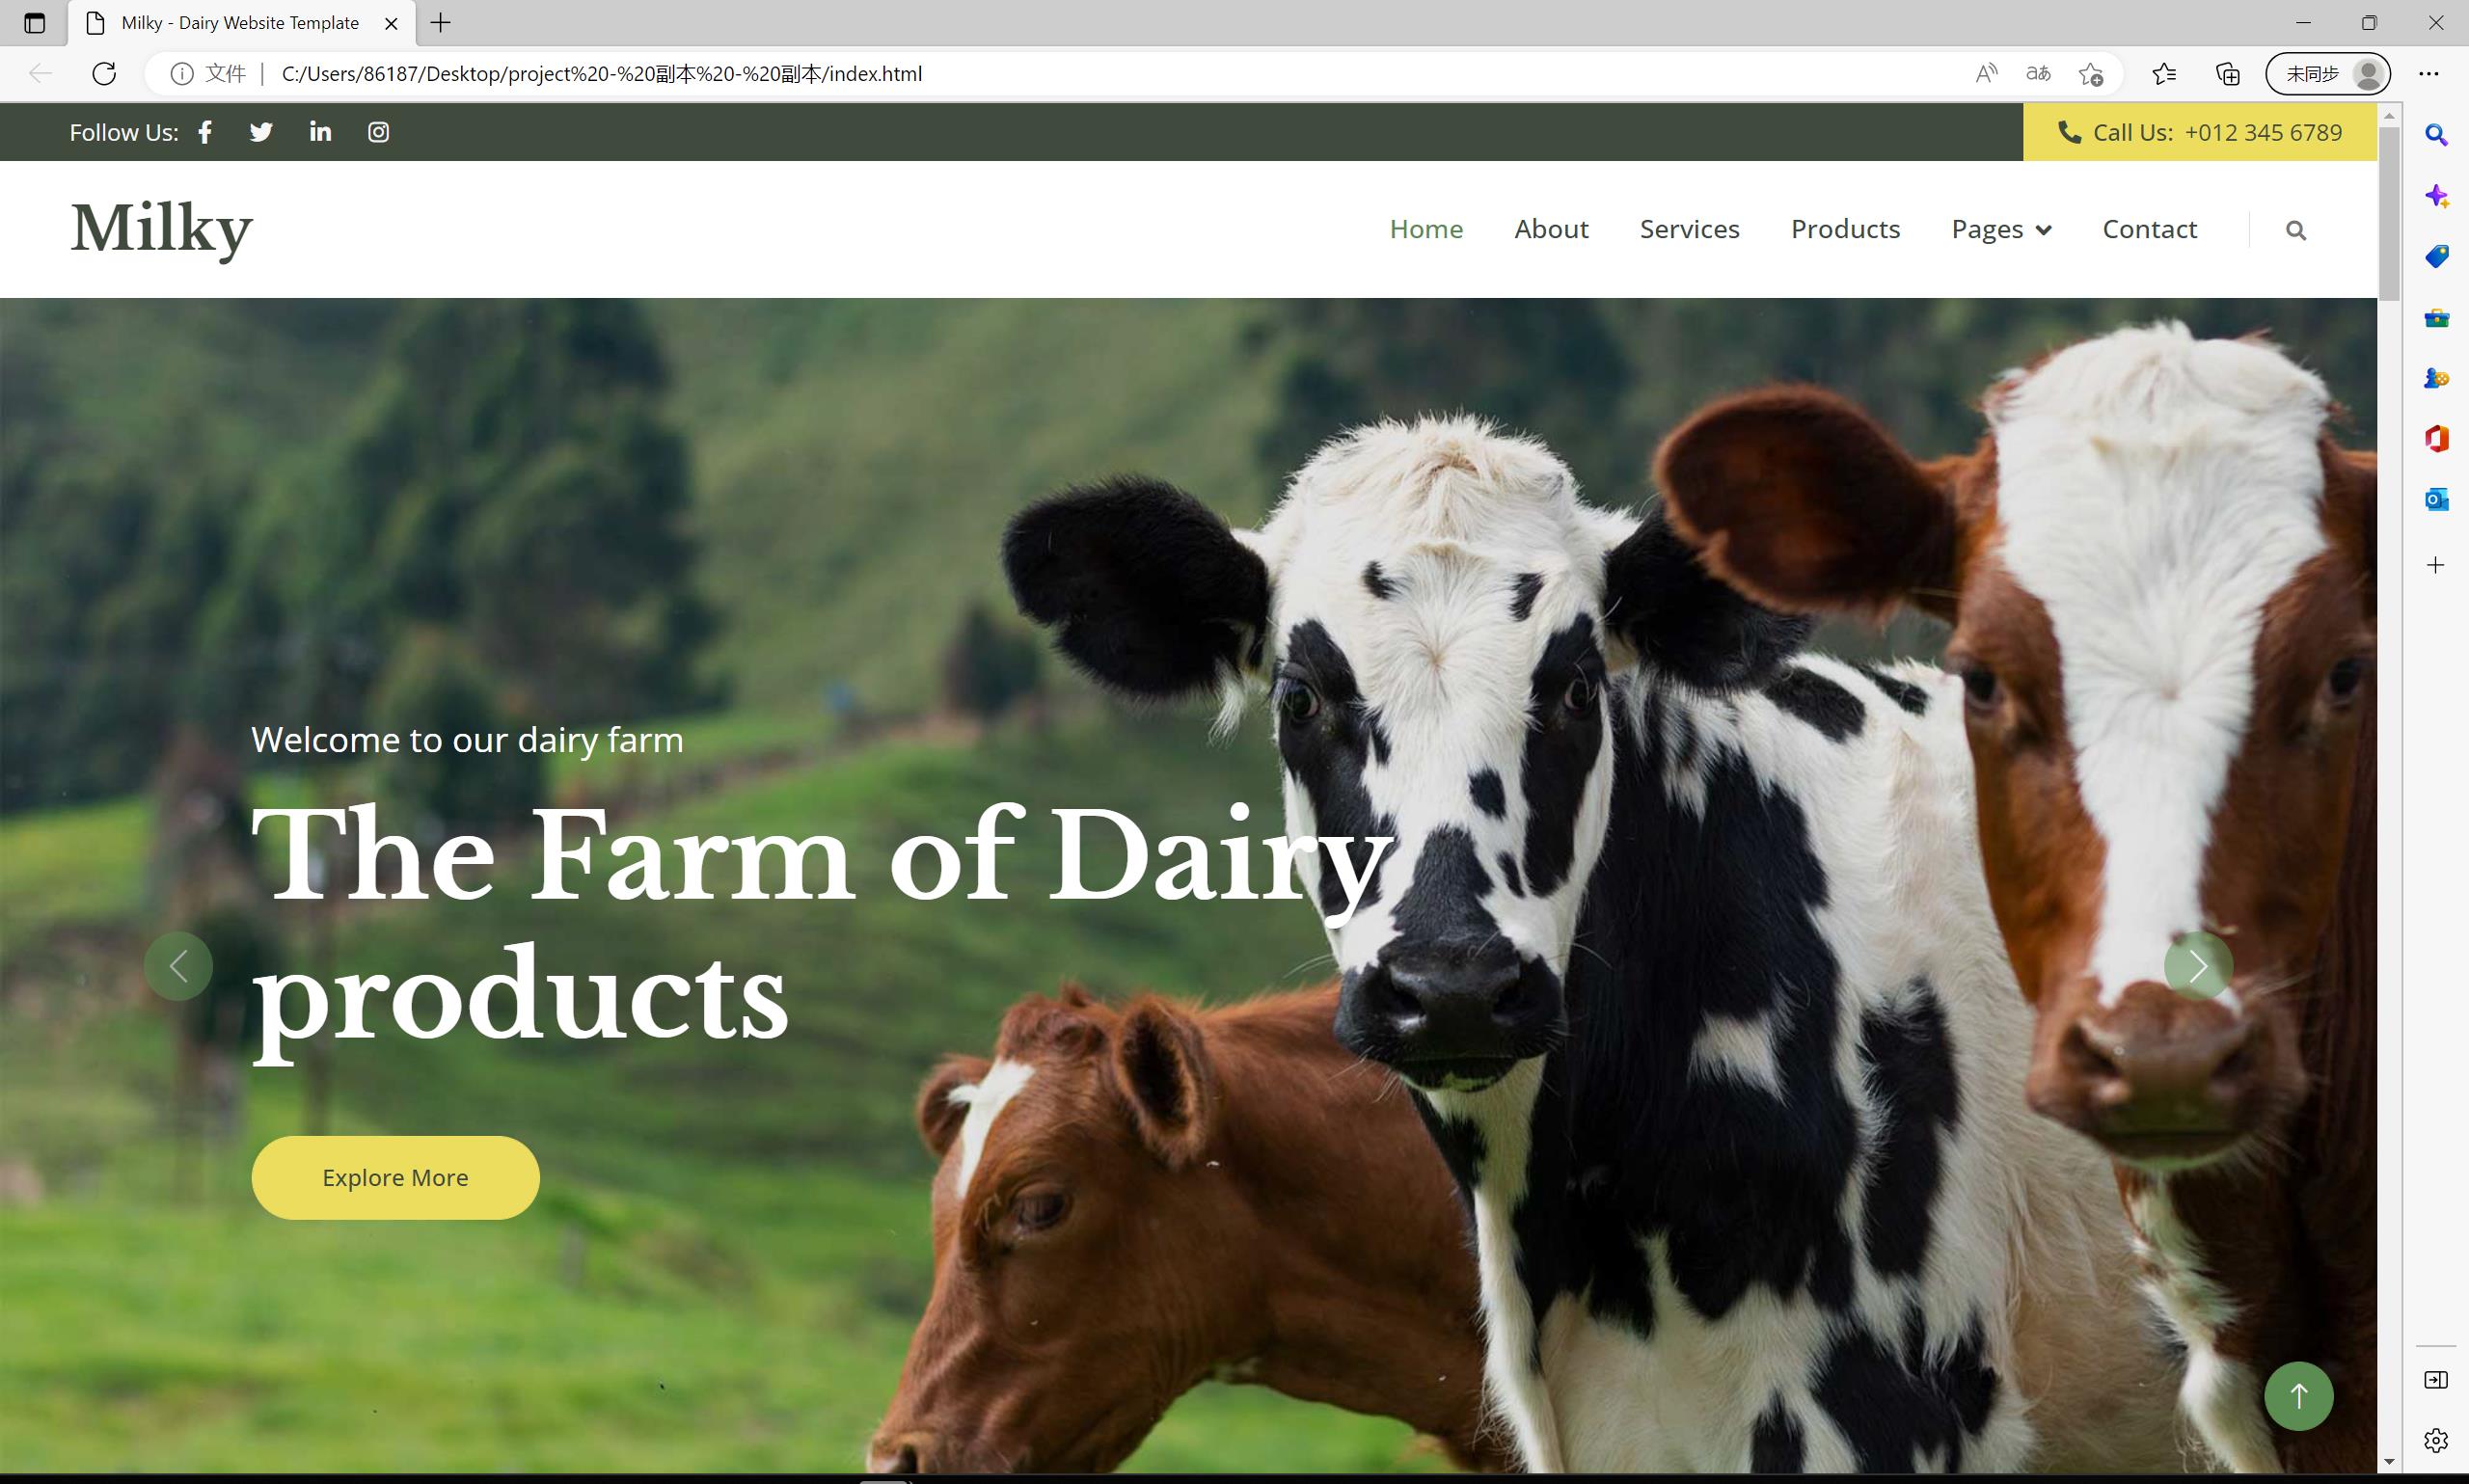 Milky - Dairy Website Template
文件 | C:/Users/86187/Desktop/project%20-%20副本%20-%20副本/index.html
aあ
未同步
Follow Us:
Call Us: +012 345 6789
Milky
Home About Services Products Pages Contact
Welcome to our dairy farm
The Farm of Dairy
products
Explore More